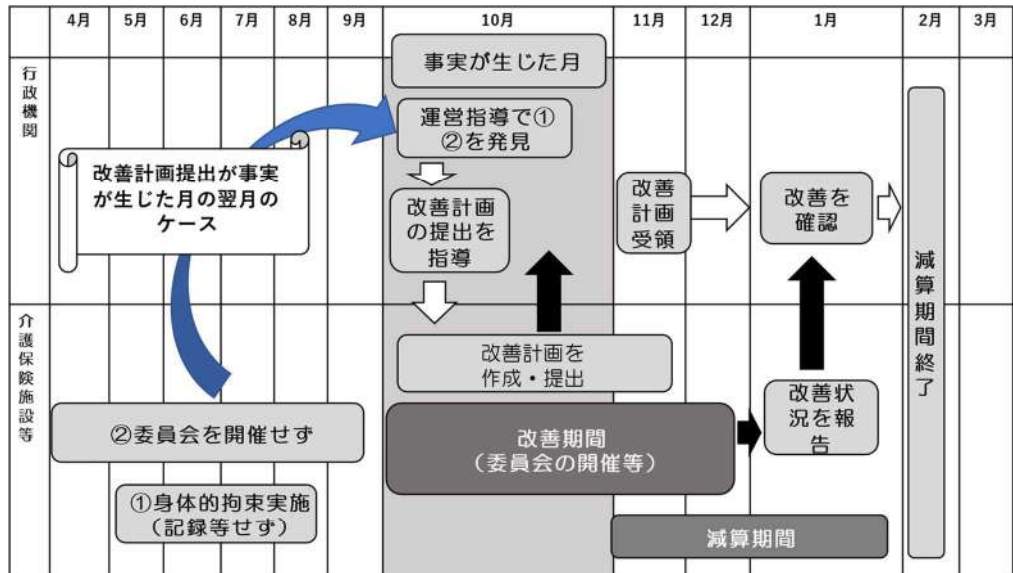 4月 5月 6月 7月 8月 9月 10月 11月 12月 1月 2月 3月
行政機関
事実が生じた月
運営指導で①
②を発見
改善計画提出が事実
が生じた月の翌月の
ケース
改善計画
の提出を
指導
改善
計画
受領
改善を
確認
減算期間終了
介護保険施設等
改善計画を
作成・提出
②委員会を開催せず
改善期間
（委員会の開催等）
改善状
況を報
告
①身体的拘束実施
（記録等せず）
減算期間